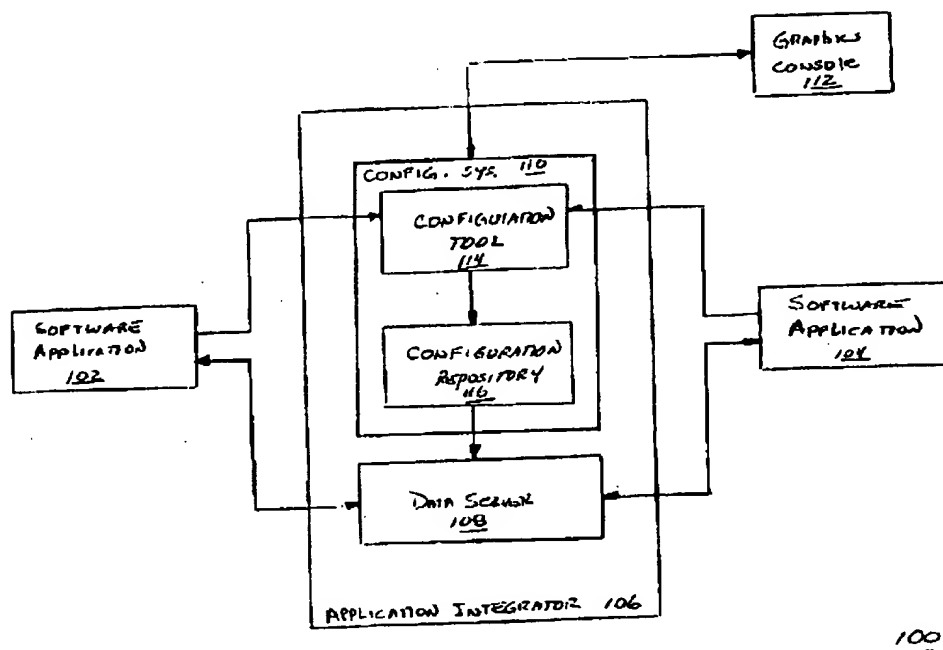 GRAPHICS
CONSOLE
112
CONFIG. SYS. 110
CONFIGURATION
TOOL
114
SOFTWARE
APPLICATION
102
SOFTWARE
APPLICATION
104
CONFIGURATION
REPOSITORY
116
DATA SERVER
108
APPLICATION INTEGRATOR 106
100